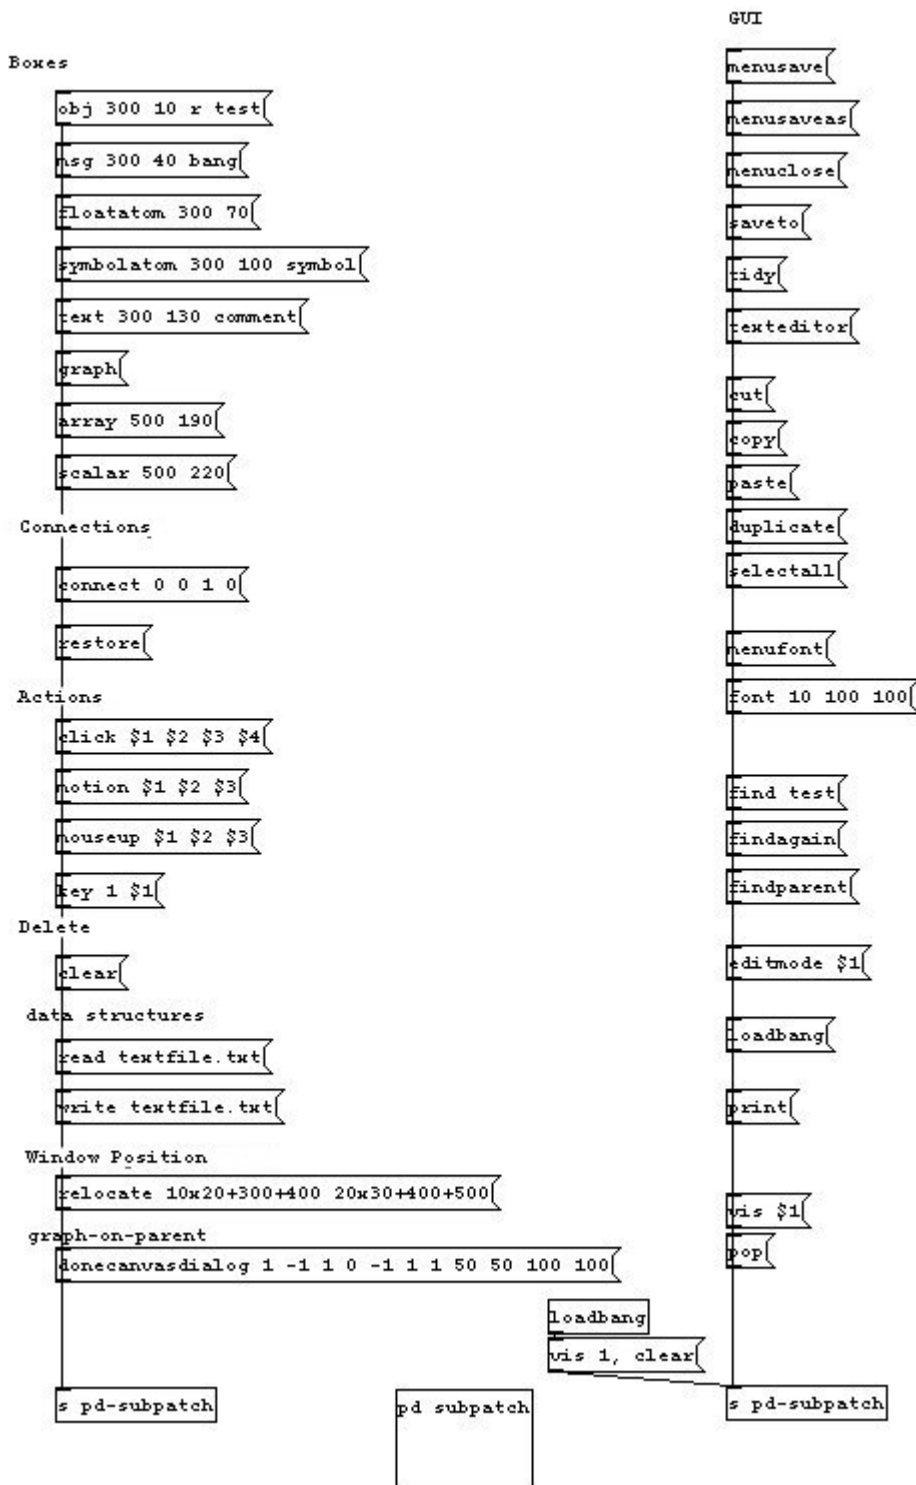 GUI
Boxes
menusave
obj 300 10 r test
menusaveas
msg 300 40 bang
menuclose
floatatom 300 70
saveto
symbolatom 300 100 symbol
tidy
text 300 130 comment
texteditor
graph
cut
array 500 190
copy
scalar 500 220
paste
Connections
duplicate
connect 0 0 1 0
selectall
restore
menufont
Actions
font 10 100 100
click $1 $2 $3 $4
motion $1 $2 $3
find test
mouseup $1 $2 $3
findagain
key 1 $1
findparent
Delete
clear
editmode $1
data structures
loadbang
read textfile.txt
write textfile.txt
print
Window Position
relocate 10x20+300+400 20x30+400+500
vis $1
graph-on-parent
pop
donecanvasdialog 1 -1 1 0 -1 1 1 50 50 100 100
loadbang
vis 1, clear
s pd-subpatch
pd subpatch
s pd-subpatch